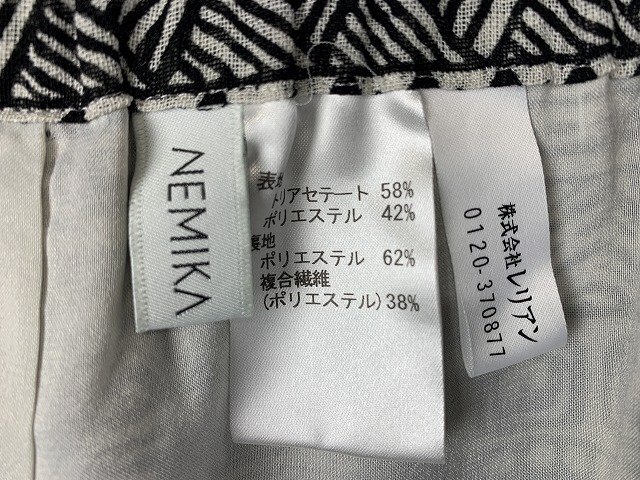 NEMIKA
表地
トリアセテート 58%
ポリエステル 42%
裏地
ポリエステル 62%
複合繊維
(ポリエステル) 38%
株式会社レリアン
0120-370877